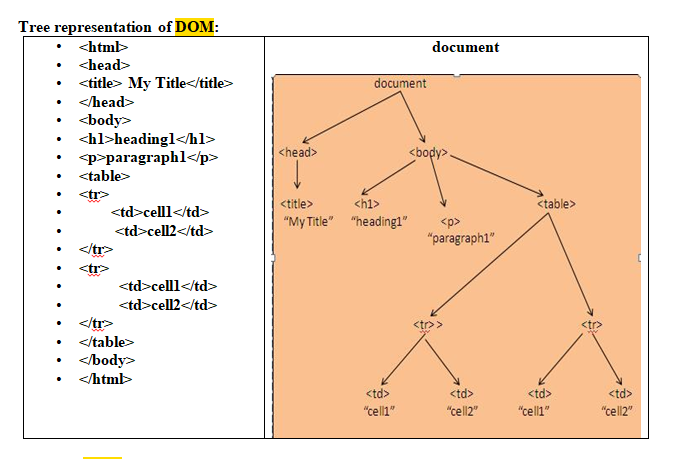 Tree representation of DOM:
• <html>
• <head>
• <title> My Title</title>
• </head>
• <body>
• <h1>heading1</h1>
• <p>paragraph1</p>
• <table>
• <tr>
• <td>cell1</td>
• <td>cell2</td>
• </tr>
• <tr>
• <td>cell1</td>
• <td>cell2</td>
• </tr>
• </table>
• </body>
• </html>
document
document
<head> <body>
<title> <h1> <table>
"My Title" "heading1" <p>
"paragraph1"
<tr>> <tr>
<td> <td> <td> <td>
"cell1" "cell2" "cell1" "cell2"